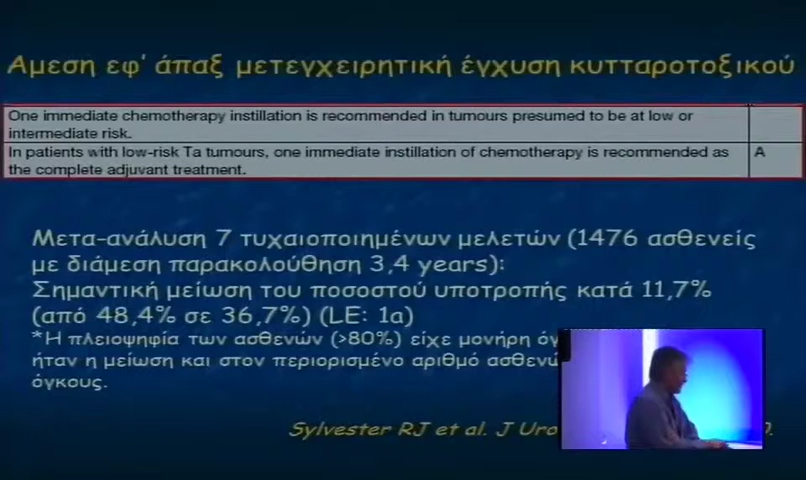 Αμεση εφ' άπαξ μετεγχειρητική έγχυση κυτταροτοξικού
One immediate chemotherapy instillation is recommended in tumours presumed to be at low or
intermediate risk.
In patients with low-risk Ta tumours, one immediate instillation of chemotherapy is recommended as A
the complete adjuvant treatment.
Μετα-ανάλυση 7 τυχαιοποιημένων μελετών (1476 ασθενείς
με διάμεση παρακολούθηση 3,4 years):
Σημαντική μείωση του ποσοστού υποτροπής κατά 11,7%
(από 48,4% σε 36,7%) (LE: 1a)
*Η πλειοψηφία των ασθενών (>80%) είχε μονήρη
ήταν η μείωση και στον περιορισμένο αριθμό
όγκους.
Sylvester RJ et al. J